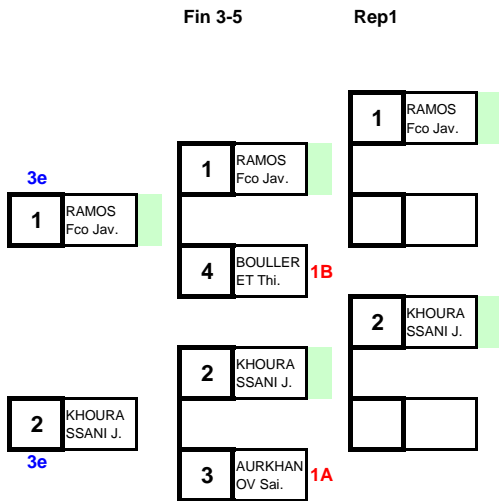 Fin 3-5 Rep1
1 RAMOS
Fco Jav.
1 RAMOS
Fco Jav.
3e
1 RAMOS
Fco Jav.
4 BOULLER
ET Thi. 1B
2 KHOURA
SSANI J.
2 KHOURA
SSANI J.
2 KHOURA
SSANI J.
3e
3 AURKHAN
OV Sai. 1A